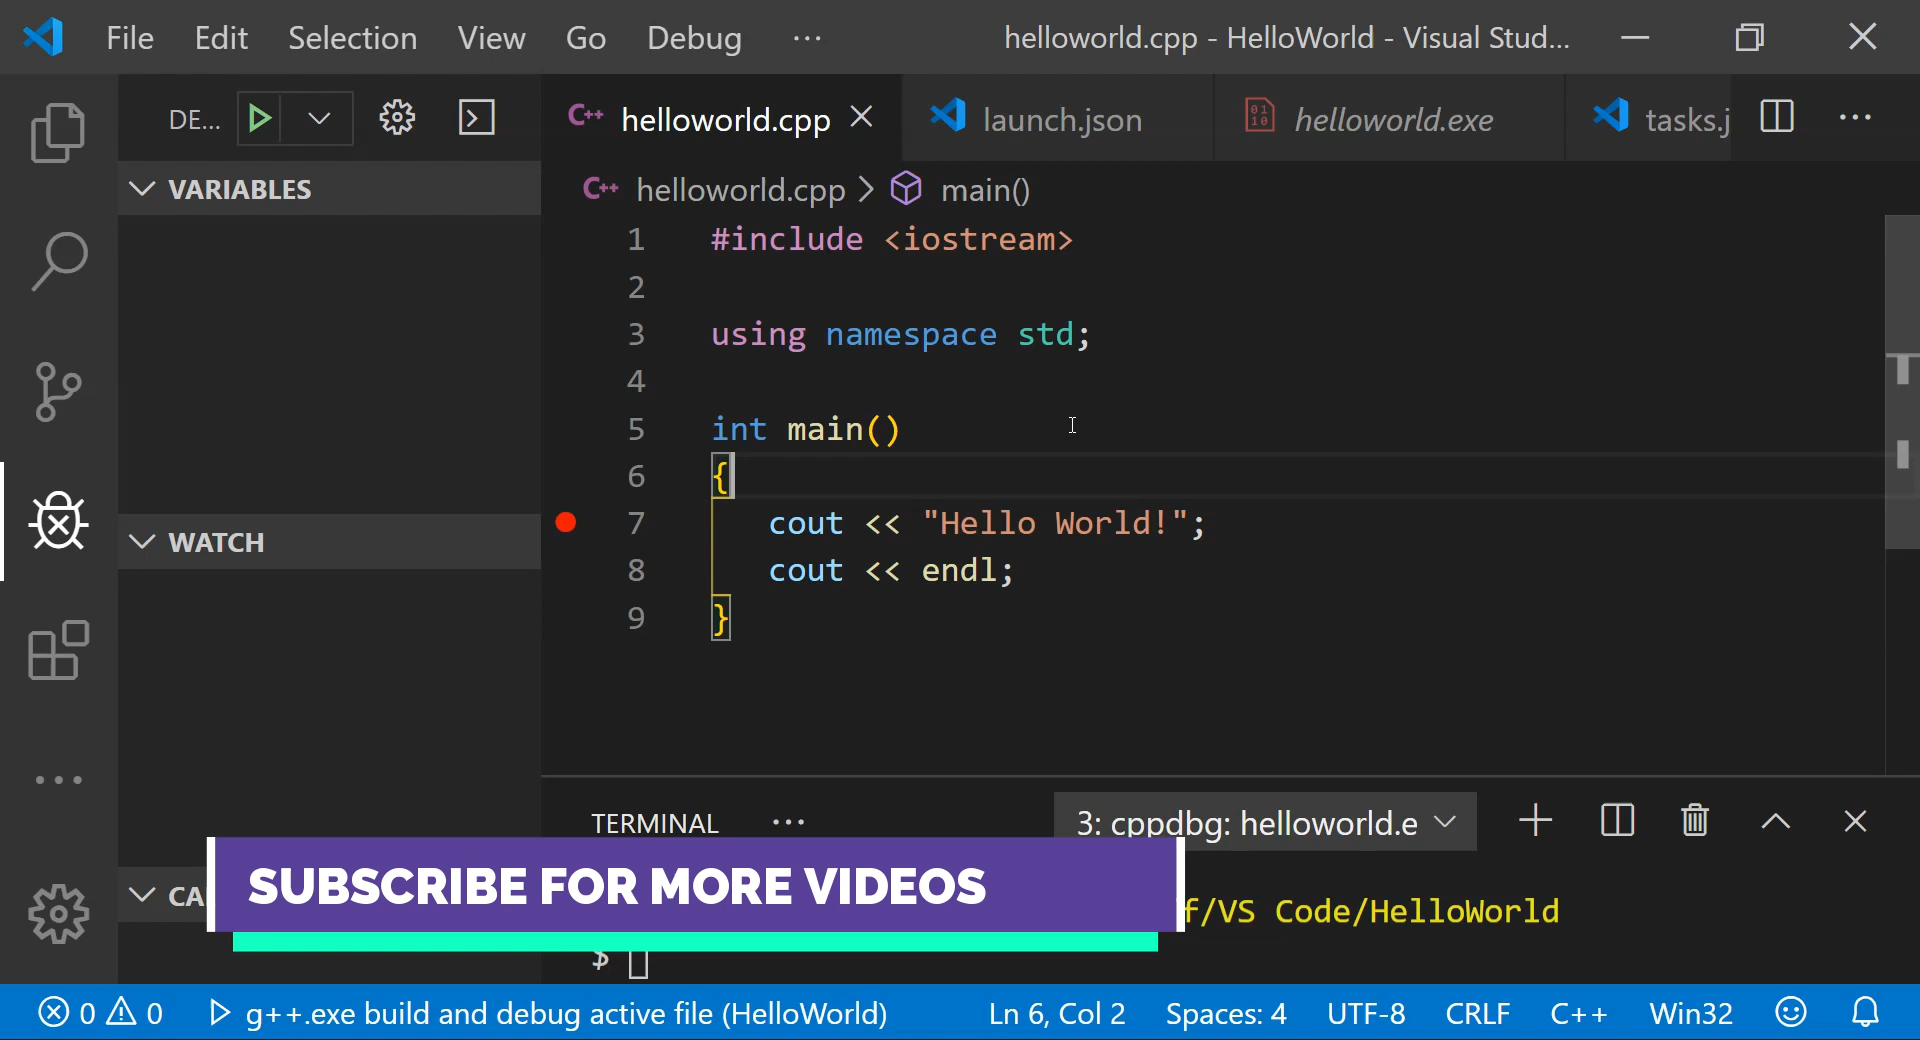 File Edit Selection View Go Debug ... helloworld.cpp - HelloWorld - Visual Stud...
DE...
helloworld.cpp launch.json helloworld.exe tasks.j
VARIABLES
helloworld.cpp > main()
1 #include <iostream>
2
3 using namespace std;
4
5 int main()
6 {
7 cout << "Hello World!";
8 cout << endl;
9 }
WATCH
TERMINAL ... 3: cppdbg: helloworld.e
CA
SUBSCRIBE FOR MORE VIDEOS
f/VS Code/HelloWorld
$
0 0 g++.exe build and debug active file (HelloWorld) Ln 6, Col 2 Spaces: 4 UTF-8 CRLF C++ Win32